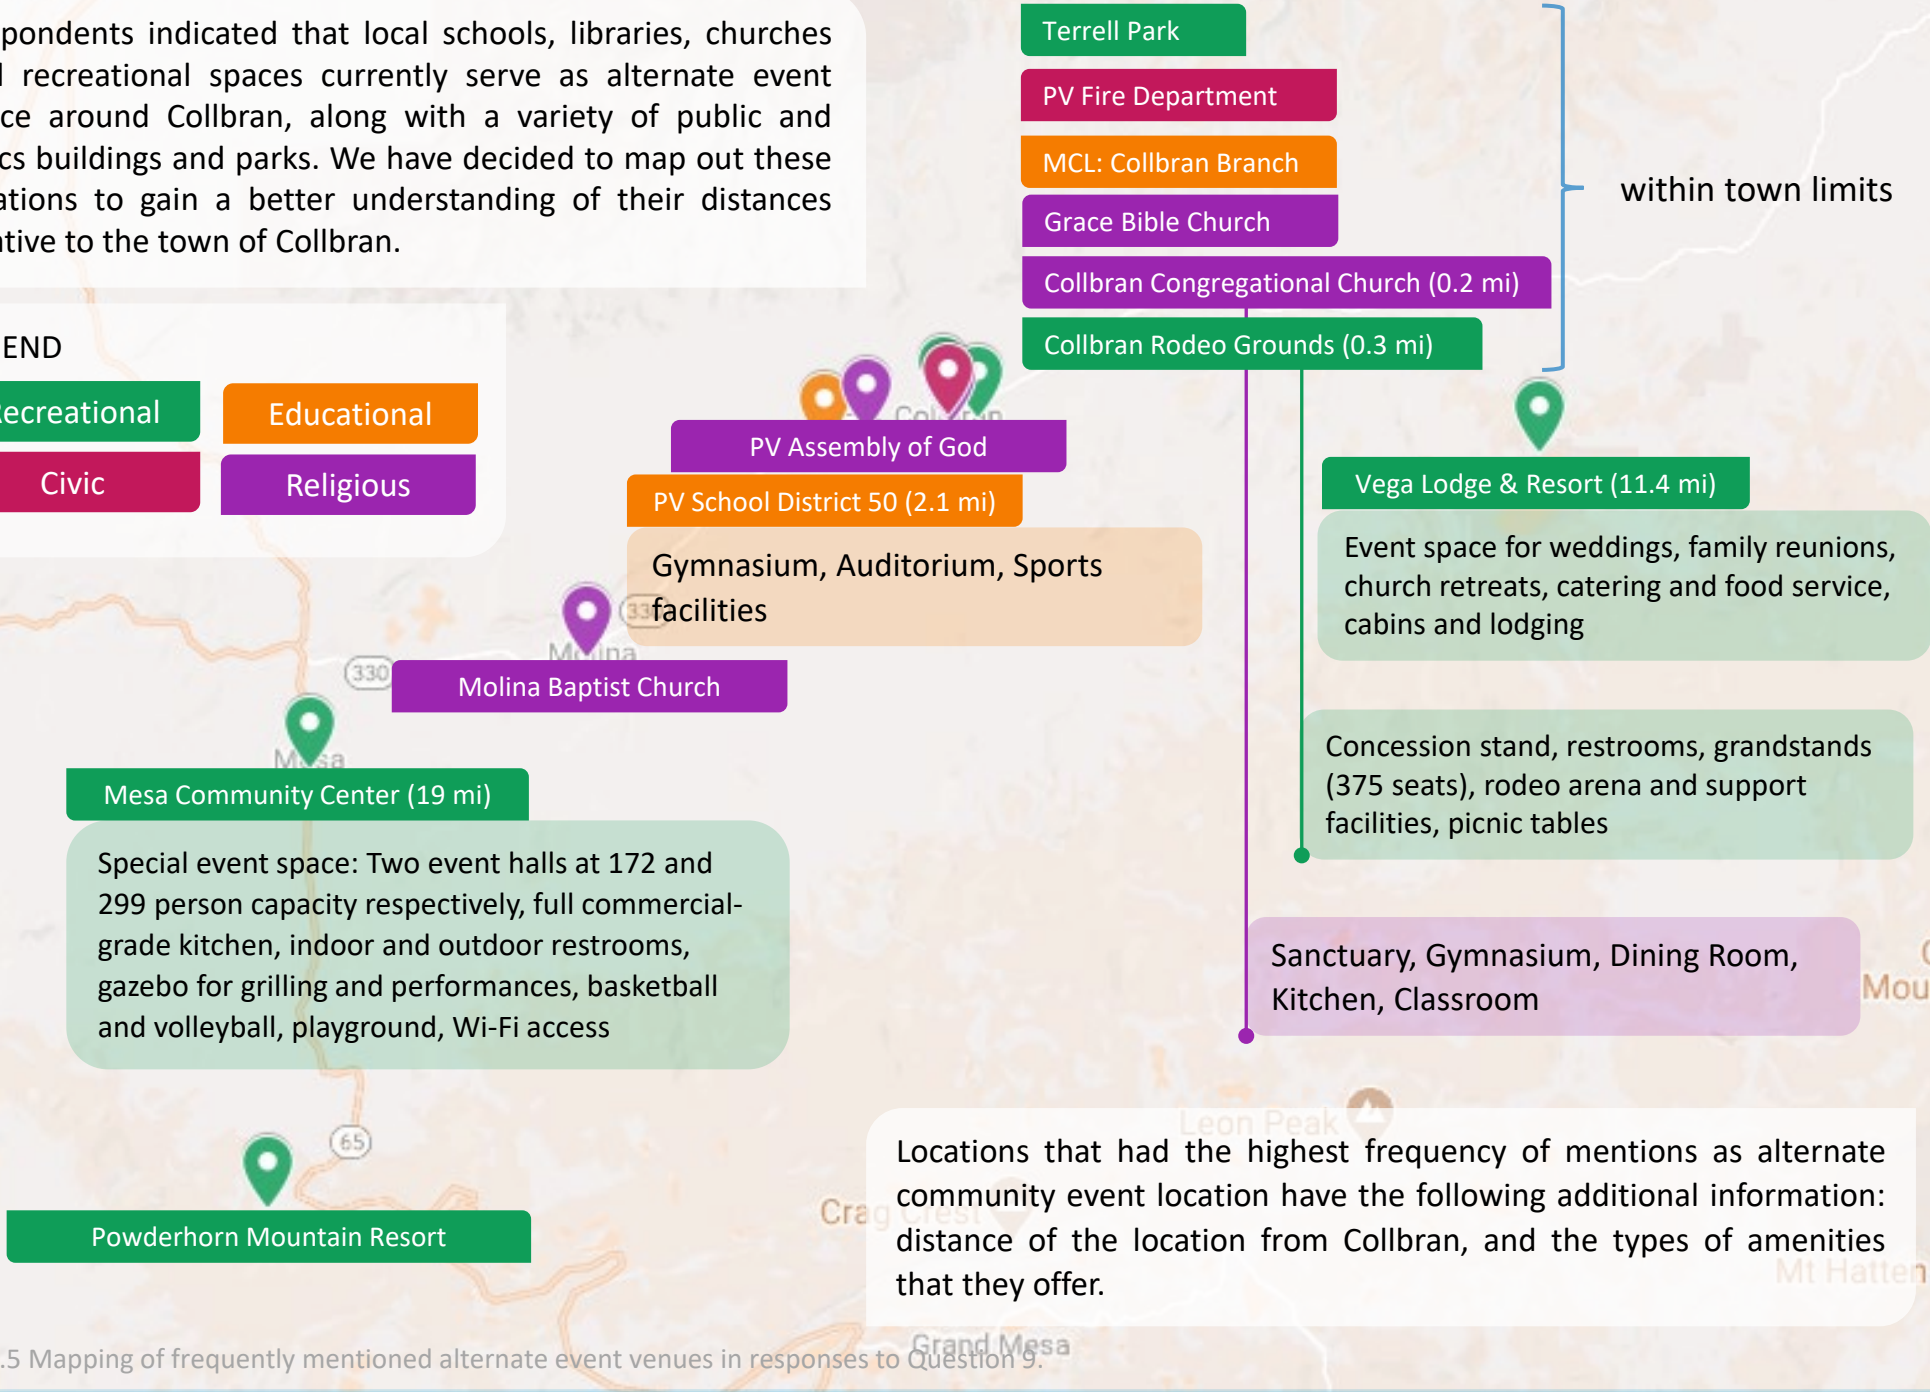 pondents indicated that local schools, libraries, churches
recreational spaces currently serve as alternate event
ce around Collbran, along with a variety of public and
cs buildings and parks. We have decided to map out these
ations to gain a better understanding of their distances
ative to the town of Collbran.
END
ecreational
Educational
Civic
Religious
Terrell Park
PV Fire Department
MCL: Collbran Branch
Grace Bible Church
Collbran Congregational Church (0.2 mi)
Collbran Rodeo Grounds (0.3 mi)
within town limits
PV Assembly of God
PV School District 50 (2.1 mi)
Gymnasium, Auditorium, Sports
facilities
Vega Lodge & Resort (11.4 mi)
Event space for weddings, family reunions,
church retreats, catering and food service,
cabins and lodging
Molina
330
Molina Baptist Church
Mesa
Mesa Community Center (19 mi)
Special event space: Two event halls at 172 and
299 person capacity respectively, full commercial-
grade kitchen, indoor and outdoor restrooms,
gazebo for grilling and performances, basketball
and volleyball, playground, Wi-Fi access
Concession stand, restrooms, grandstands
(375 seats), rodeo arena and support
facilities, picnic tables
Sanctuary, Gymnasium, Dining Room,
Kitchen, Classroom
Mou
65
Powderhorn Mountain Resort
Leon Peak
Crag Crest
Locations that had the highest frequency of mentions as alternate
community event location have the following additional information:
distance of the location from Collbran, and the types of amenities
that they offer.
Mt Hatten
Grand Mesa
.5 Mapping of frequently mentioned alternate event venues in responses to Question 9.